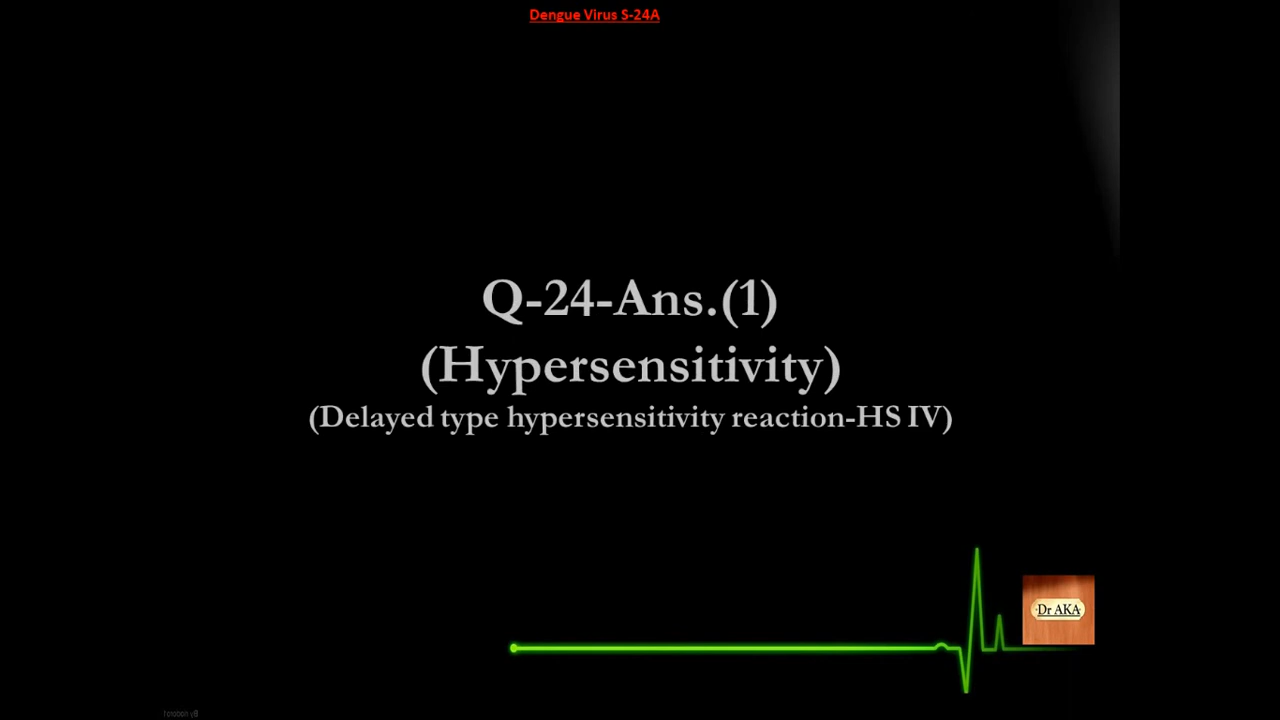 Dengue Virus S-24A
Q-24-Ans.(1)
(Hypersensitivity)
(Delayed type hypersensitivity reaction-HS IV)
Dr AKA